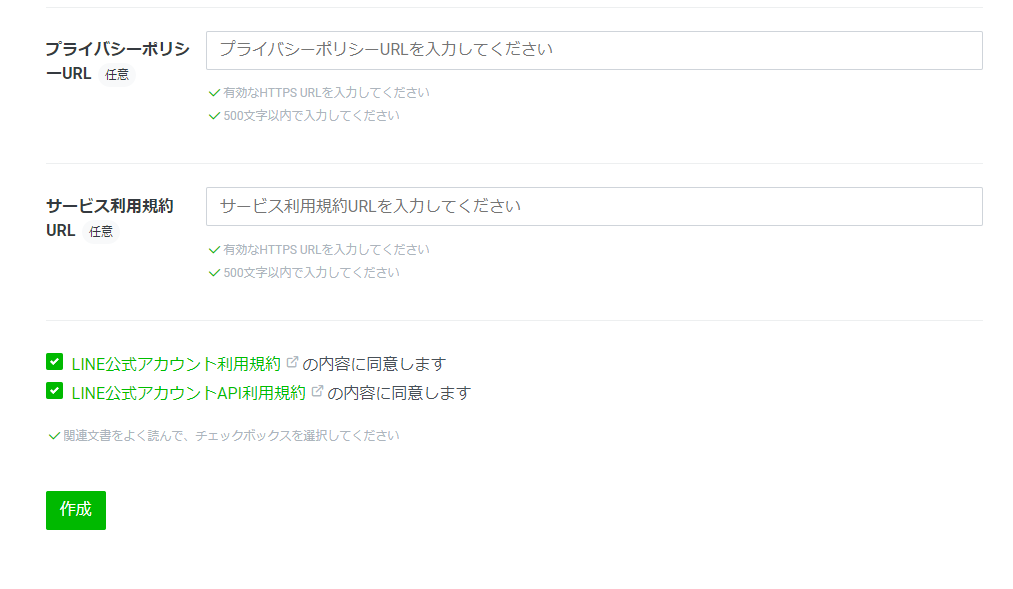 プライバシーポリシ
ーURL 任意
プライバシーポリシーURLを入力してください
有効なHTTPS URLを入力してください
500文字以内で入力してください
サービス利用規約
URL 任意
サービス利用規約URLを入力してください
有効なHTTPS URLを入力してください
500文字以内で入力してください
LINE公式アカウント利用規約 の内容に同意します
LINE公式アカウントAPI利用規約 の内容に同意します
関連文書をよく読んで、チェックボックスを選択してください
作成